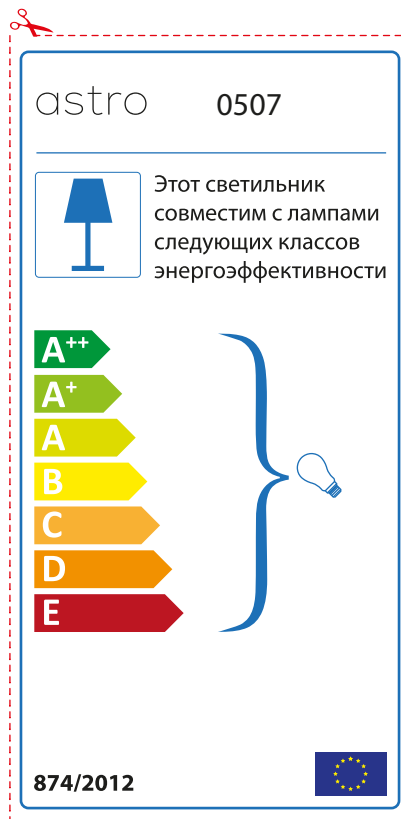 astro 0507
Этот светильник
совместим с лампами
следующих классов
энергоэффективности
A++
A+
A
B
C
D
E
874/2012